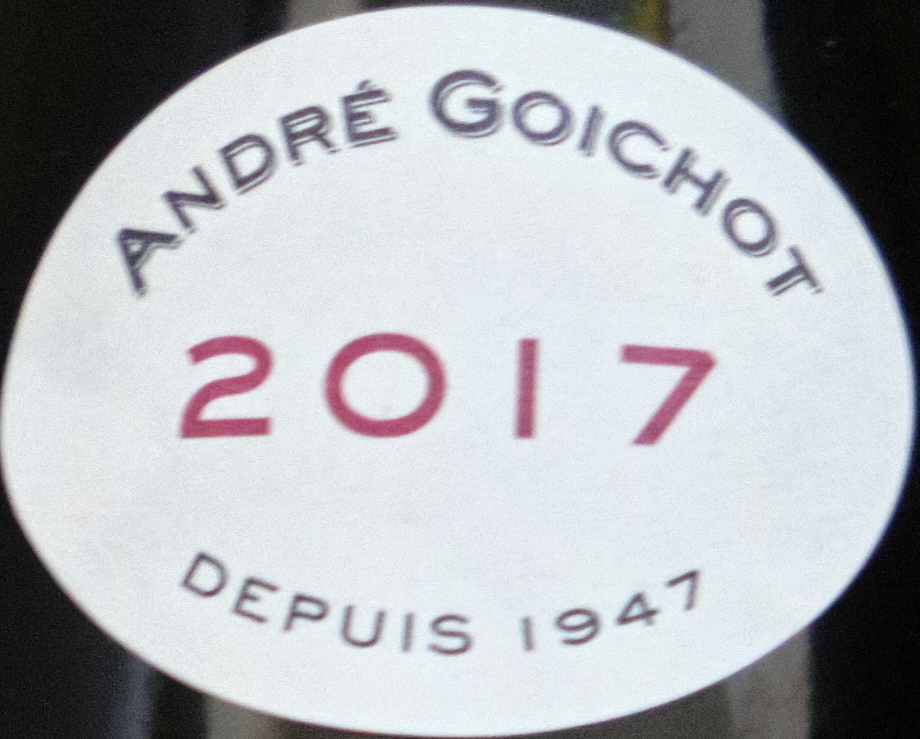 ANDRÉ GOICHOT
2017
DEPUIS 1947